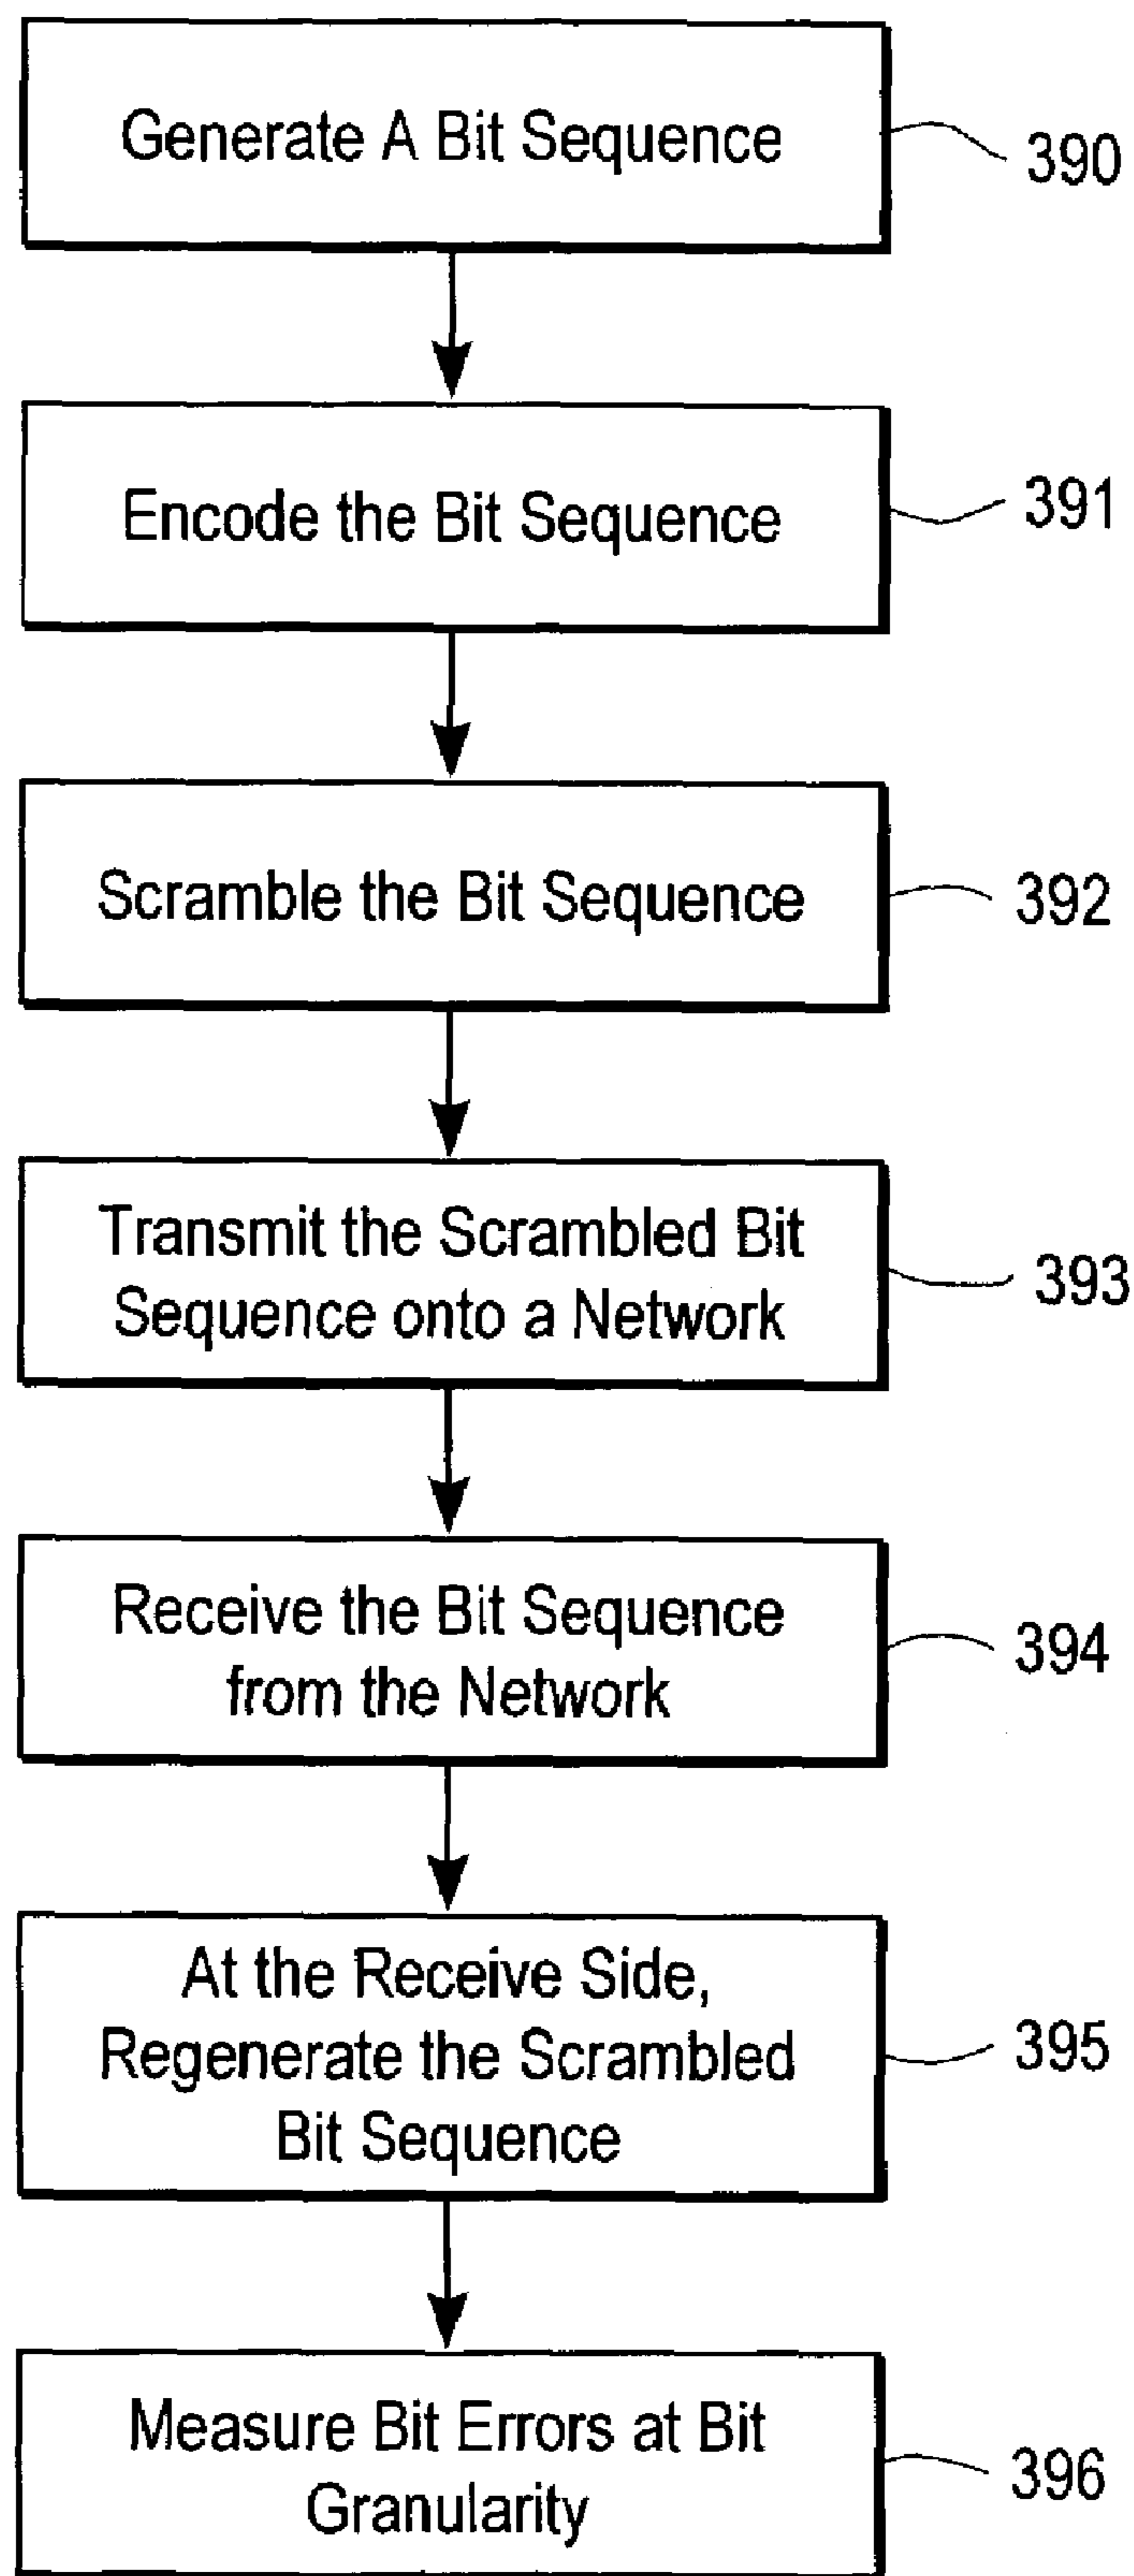 Generate A Bit Sequence
390
Encode the Bit Sequence
391
Scramble the Bit Sequence
392
Transmit the Scrambled Bit
Sequence onto a Network
393
Receive the Bit Sequence
from the Network
394
At the Receive Side,
Regenerate the Scrambled
Bit Sequence
395
Measure Bit Errors at Bit
Granularity
396